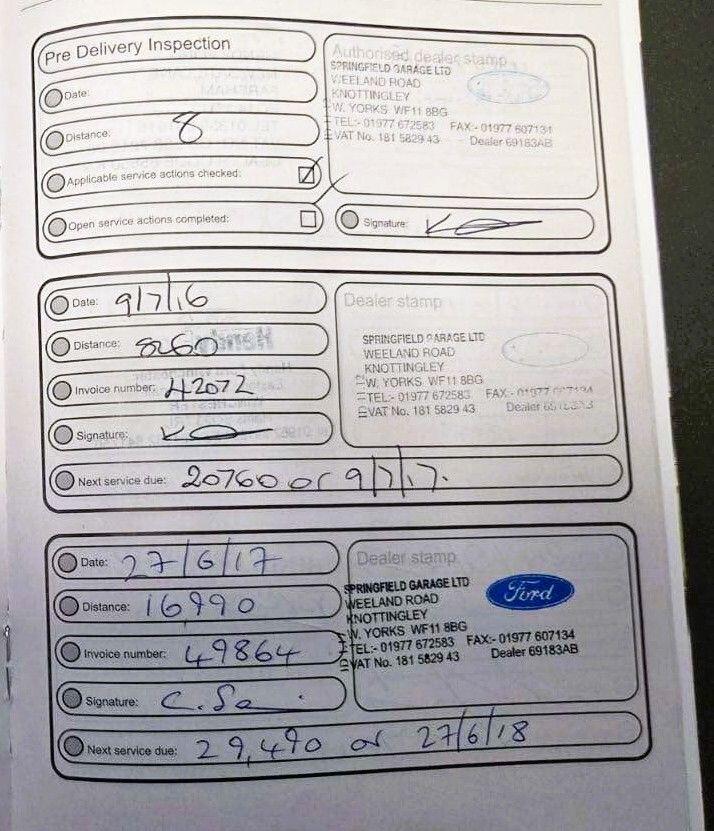 Pre Delivery Inspection
Date:
Distance: 8
Applicable service actions checked:
Open service actions completed:
Authorised dealer stamp
SPRINGFIELD GARAGE LTD
WEELAND ROAD
KNOTTINGLEY
W. YORKS WF11 8BG
TEL:- 01977 672583 FAX:- 01977 607134
VAT No. 181 5829 43 Dealer 69183AB
Signature:
Date: 9/7/16
Distance: 8260
Invoice number: 42072
Signature:
Next service due: 20760 or 9/7/17.
Dealer stamp
SPRINGFIELD GARAGE LTD
WEELAND ROAD
KNOTTINGLEY
W. YORKS WF11 8BG
TEL:- 01977 672583 FAX:- 01977
VAT No. 181 5829 43 Dealer
Date: 27/6/17
Distance: 16990
Invoice number: 49864
Signature:
Next service due: 29,490 or 27/6/18
Dealer stamp
Ford
SPRINGFIELD GARAGE LTD
WEELAND ROAD
KNOTTINGLEY
W. YORKS WF11 8BG
TEL:- 01977 672583 FAX:- 01977 607134
VAT No. 181 5829 43 Dealer 69183AB